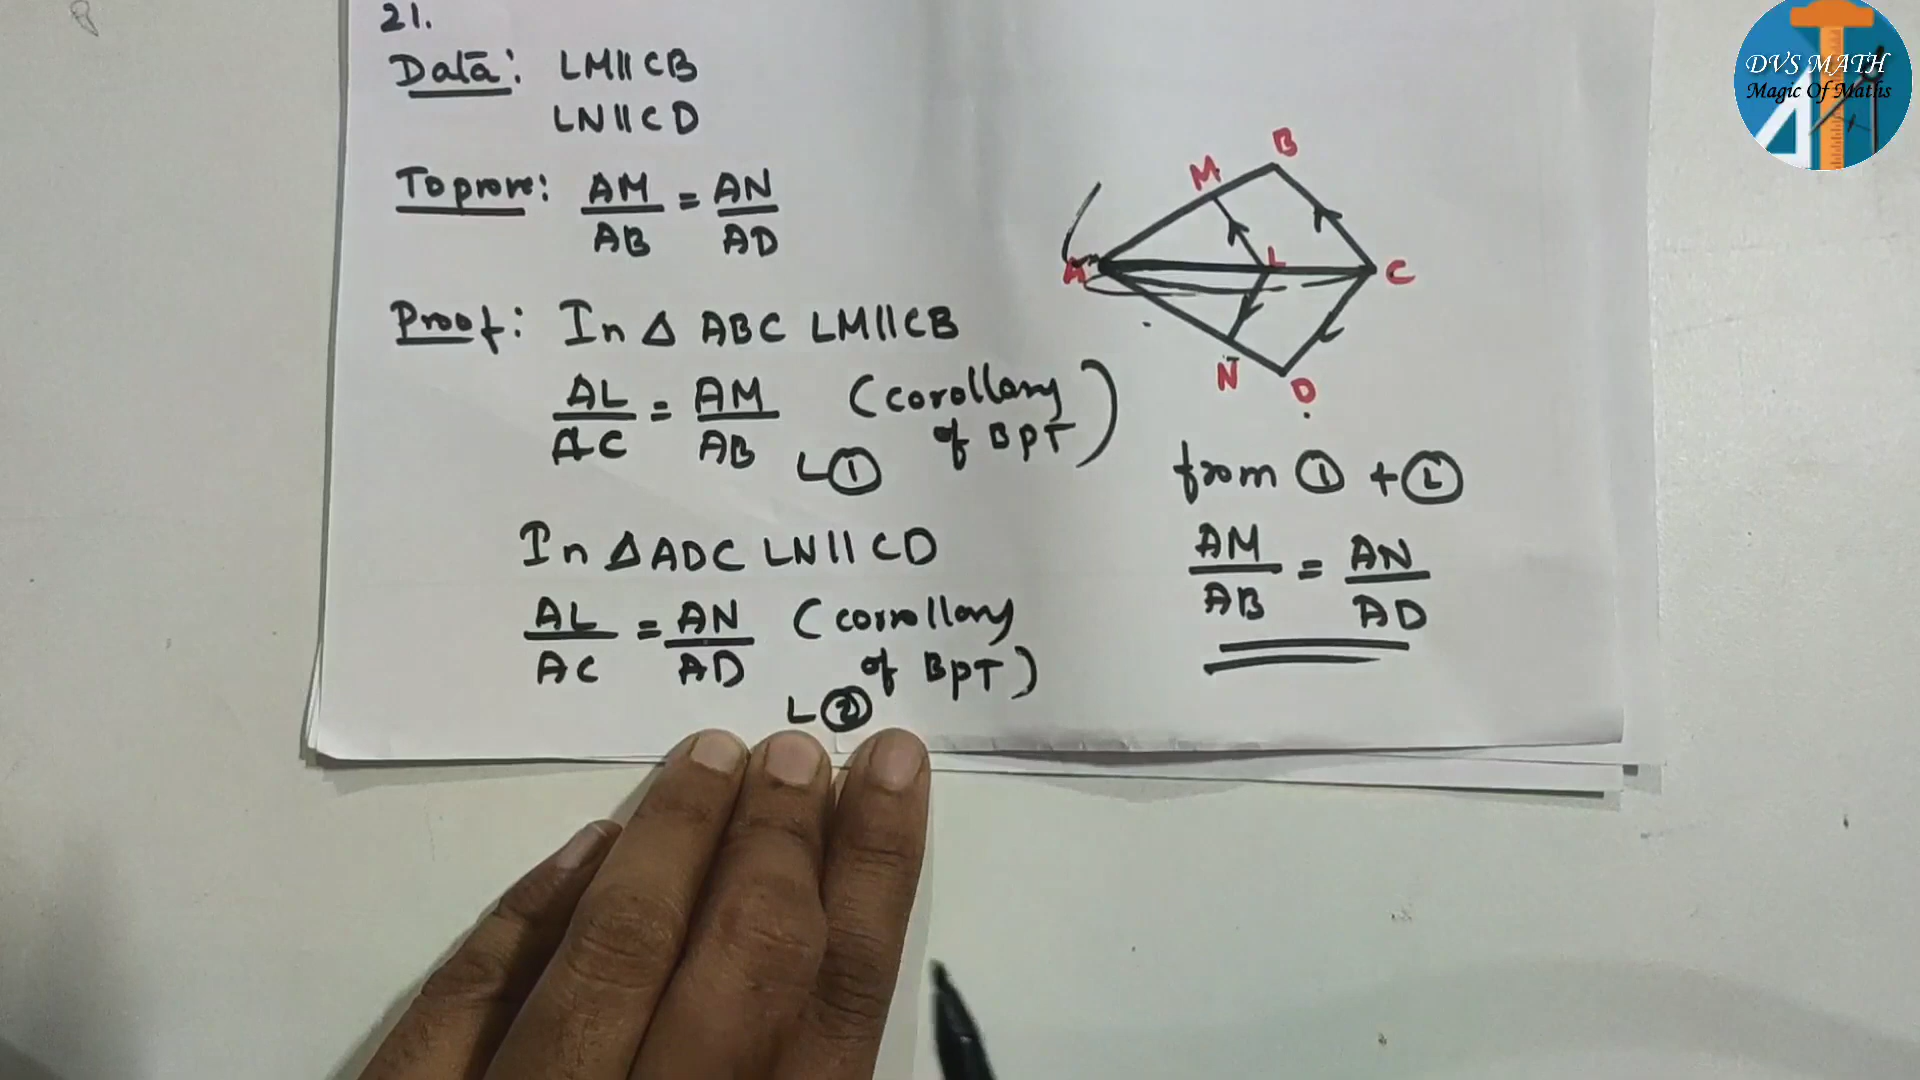 21.
Data: LM || CB
LN || CD
To prove: AM/AB = AN/AD
Proof: In Δ ABC LM || CB
AL/AC = AM/AB (corollary of BPT)
L①
In Δ ADC LN || CD
AL/AC = AN/AD (corollary of BPT)
L②
B
M
A
L
C
N
D
from ① + ②
AM/AB = AN/AD
DVS MATH
Magic Of Maths